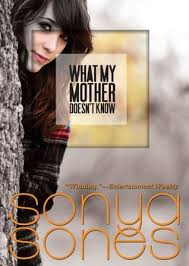 WHAT MY
MOTHER
DOESN'T KNOW
"Winning."—Entertainment Weekly
sonya
sones